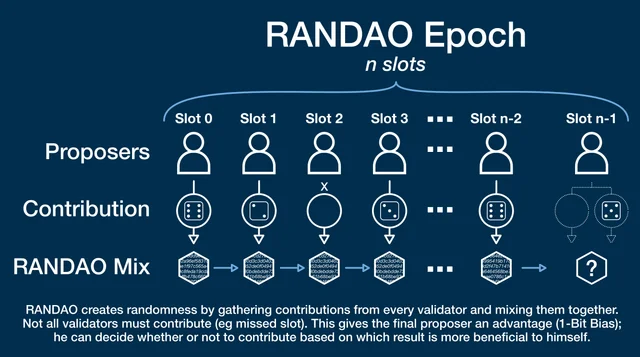 RANDAO Epoch
n slots
Slot 0 Slot 1 Slot 2 Slot 3 Slot n-2 Slot n-1
Proposers
x
Contribution
RANDAO Mix
?
RANDAO creates randomness by gathering contributions from every validator and mixing them together.
Not all validators must contribute (eg missed slot). This gives the final proposer an advantage (1-Bit Bias);
he can decide whether or not to contribute based on which result is more beneficial to himself.